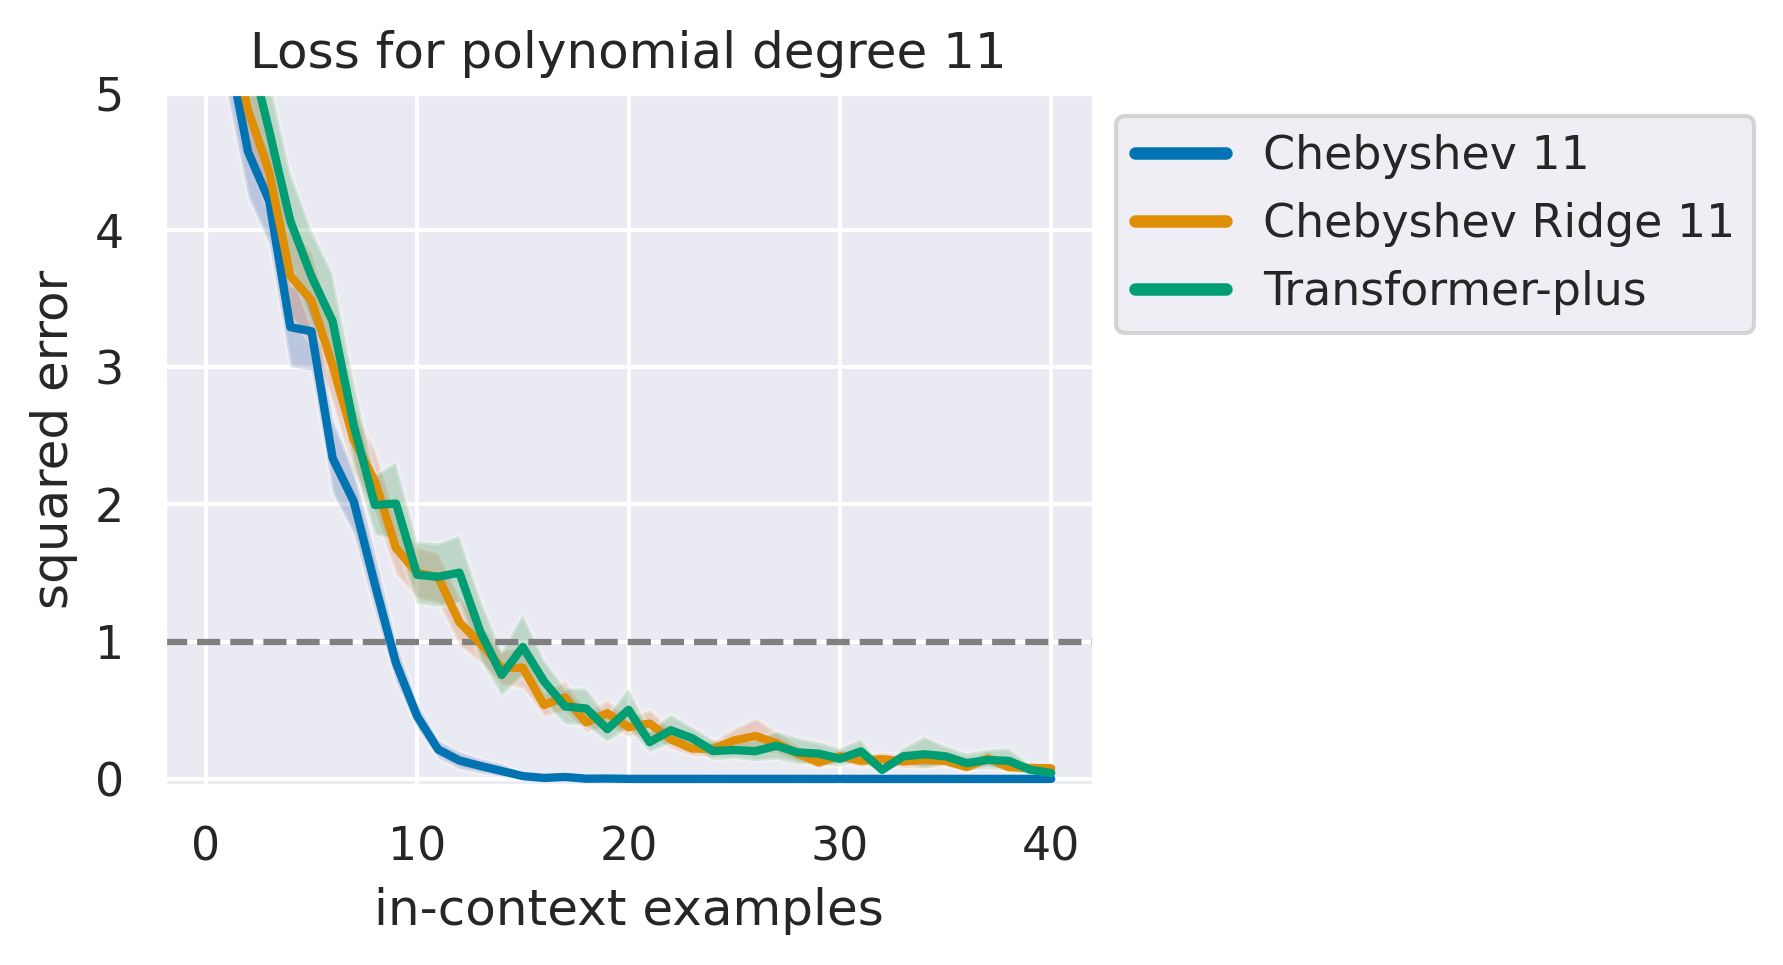 Loss for polynomial degree 11
5
4
3
2
1
0
squared error
0 10 20 30 40
in-context examples
Chebyshev 11
Chebyshev Ridge 11
Transformer-plus